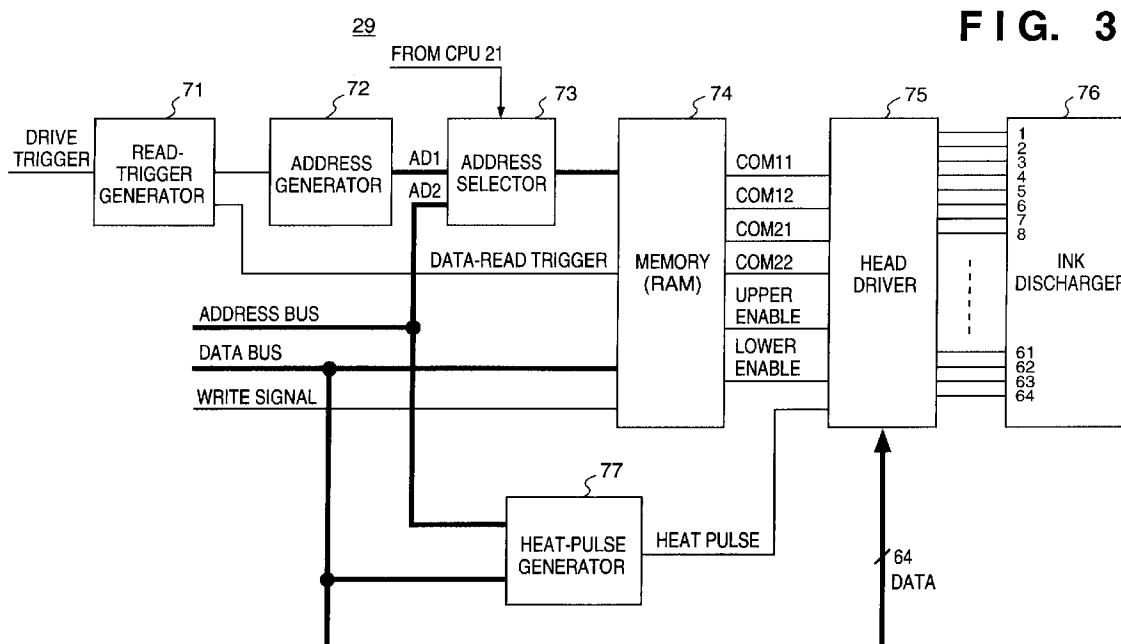 29
FIG. 3
FROM CPU 21
71
72
73
74
75
76
DRIVE
TRIGGER
READ-
TRIGGER
GENERATOR
ADDRESS
GENERATOR
AD1
AD2
ADDRESS
SELECTOR
MEMORY
(RAM)
COM11
COM12
COM21
COM22
UPPER
ENABLE
LOWER
ENABLE
HEAD
DRIVER
1
2
3
4
5
6
7
8
61
62
63
64
INK
DISCHARGER
DATA-READ TRIGGER
ADDRESS BUS
DATA BUS
WRITE SIGNAL
77
HEAT-PULSE
GENERATOR
HEAT PULSE
64
DATA